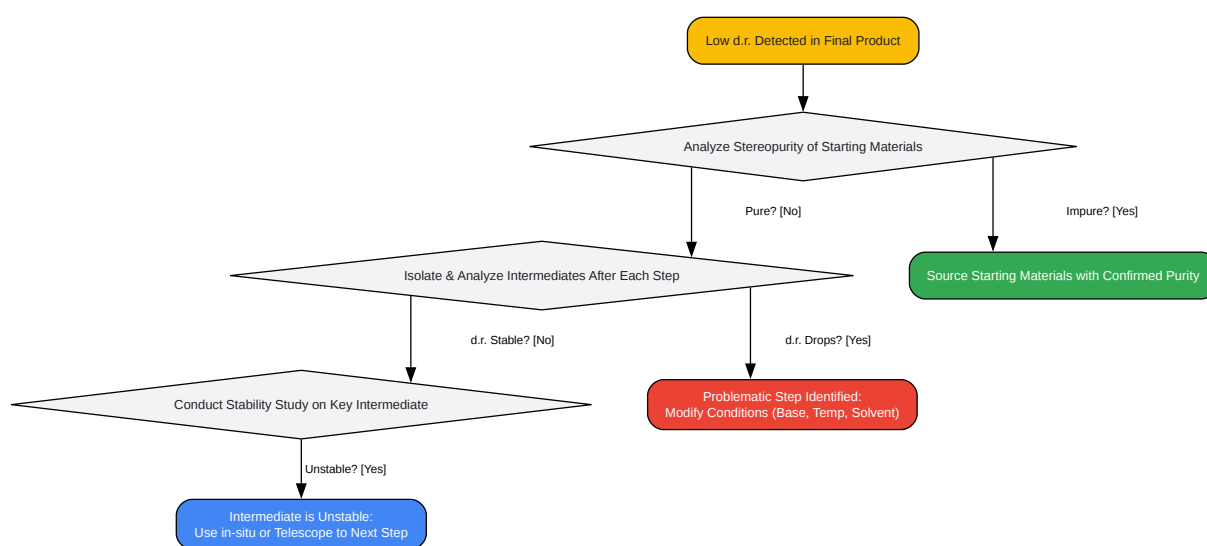 Low d.r. Detected in Final Product
Analyze Stereopurity of Starting Materials
Pure? [No]
Impure? [Yes]
Isolate & Analyze Intermediates After Each Step
Source Starting Materials with Confirmed Purity
d.r. Stable? [No]
d.r. Drops? [Yes]
Conduct Stability Study on Key Intermediate
Problematic Step Identified:
Modify Conditions (Base, Temp, Solvent)
Unstable? [Yes]
Intermediate is Unstable:
Use in-situ or Telescope to Next Step